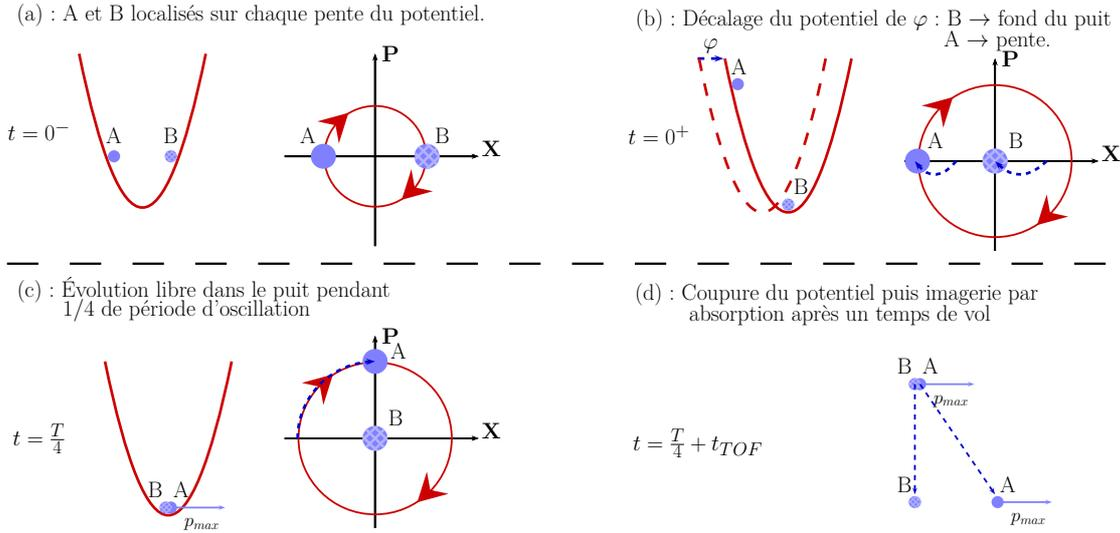 (a) : A et B localisés sur chaque pente du potentiel.
t = 0⁻
A
B
P
A
B
X
(b) : Décalage du potentiel de φ : B → fond du puit
A → pente.
φ
t = 0⁺
A
B
P
A
B
X
(c) : Évolution libre dans le puit pendant
1/4 de période d'oscillation
t = T/4
B A
p_max
P
A
B
X
(d) : Coupure du potentiel puis imagerie par
absorption après un temps de vol
t = T/4 + t_TOF
B A
p_max
B
A
p_max